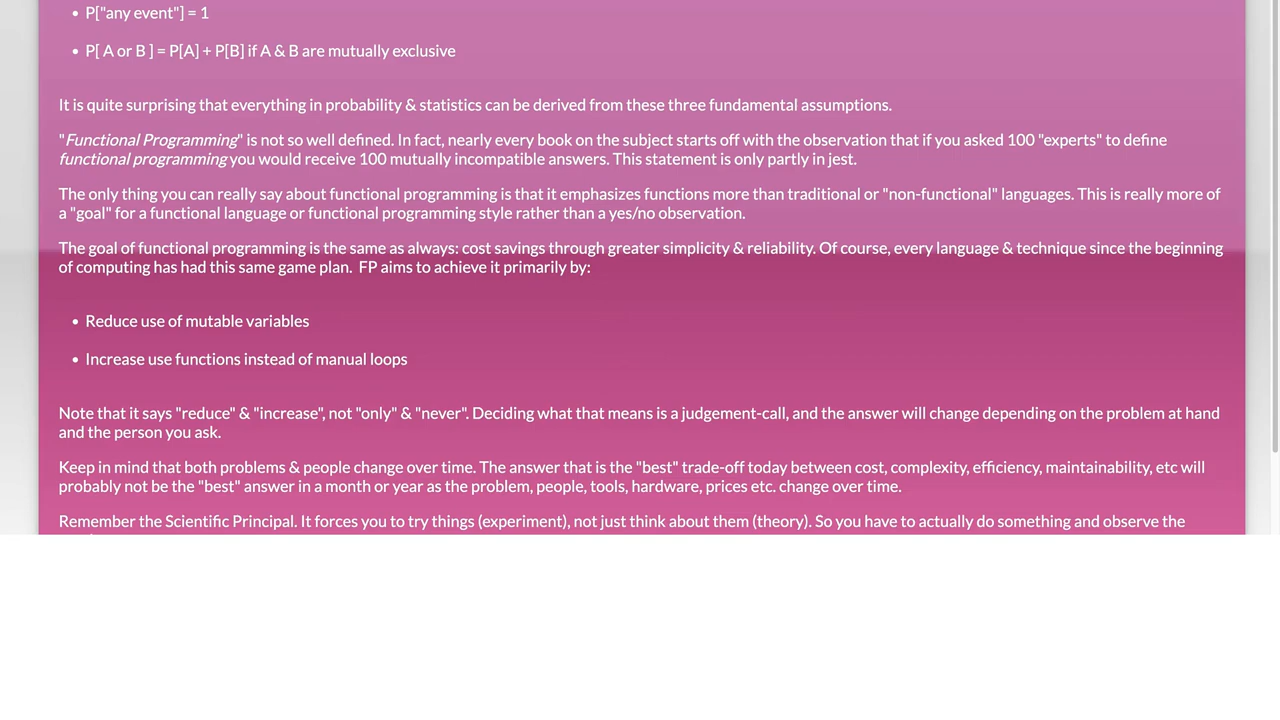 • P["any event"] = 1
• P[ A or B ] = P[A] + P[B] if A & B are mutually exclusive
It is quite surprising that everything in probability & statistics can be derived from these three fundamental assumptions.
"Functional Programming" is not so well defined. In fact, nearly every book on the subject starts off with the observation that if you asked 100 "experts" to define
functional programming you would receive 100 mutually incompatible answers. This statement is only partly in jest.
The only thing you can really say about functional programming is that it emphasizes functions more than traditional or "non-functional" languages. This is really more of
a "goal" for a functional language or functional programming style rather than a yes/no observation.
The goal of functional programming is the same as always: cost savings through greater simplicity & reliability. Of course, every language & technique since the beginning
of computing has had this same game plan.  FP aims to achieve it primarily by:
• Reduce use of mutable variables
• Increase use functions instead of manual loops
Note that it says "reduce" & "increase", not "only" & "never". Deciding what that means is a judgement-call, and the answer will change depending on the problem at hand
and the person you ask.
Keep in mind that both problems & people change over time. The answer that is the "best" trade-off today between cost, complexity, efficiency, maintainability, etc will
probably not be the "best" answer in a month or year as the problem, people, tools, hardware, prices etc. change over time.
Remember the Scientific Principal. It forces you to try things (experiment), not just think about them (theory). So you have to actually do something and observe the